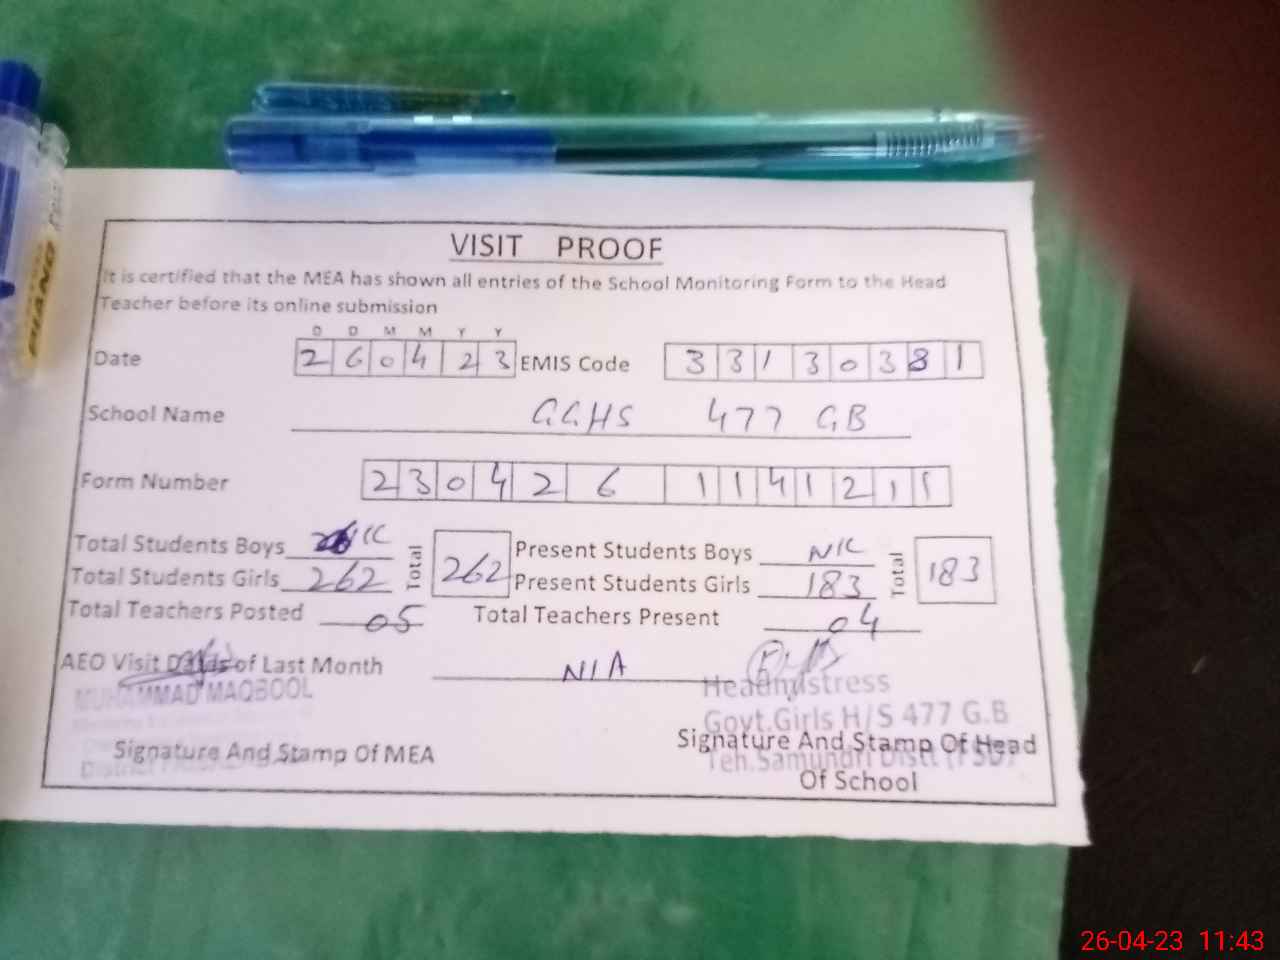 VISIT PROOF
It is certified that the MEA has shown all entries of the School Monitoring Form to the Head
Teacher before its online submission
D D M M Y Y
Date 2 6 0 4 2 3 EMIS Code 3 3 1 3 0 3 8 1
School Name GGHS 477 GB
Form Number 2 3 0 4 2 6 1 1 4 1 2 1 1
Total Students Boys NIL Total 262 Present Students Boys NIL Total 183
Total Students Girls 262 Present Students Girls 183
Total Teachers Posted 05 Total Teachers Present 04
AEO Visit Details of Last Month N/A
MUHAMMAD MAQBOOL
Headmistress
Govt.Girls H/S 477 G.B
Teh.Samundri Distt (FSD)
Signature And Stamp Of MEA
Signature And Stamp Of Head
Of School
PIANO
26-04-23 11:43